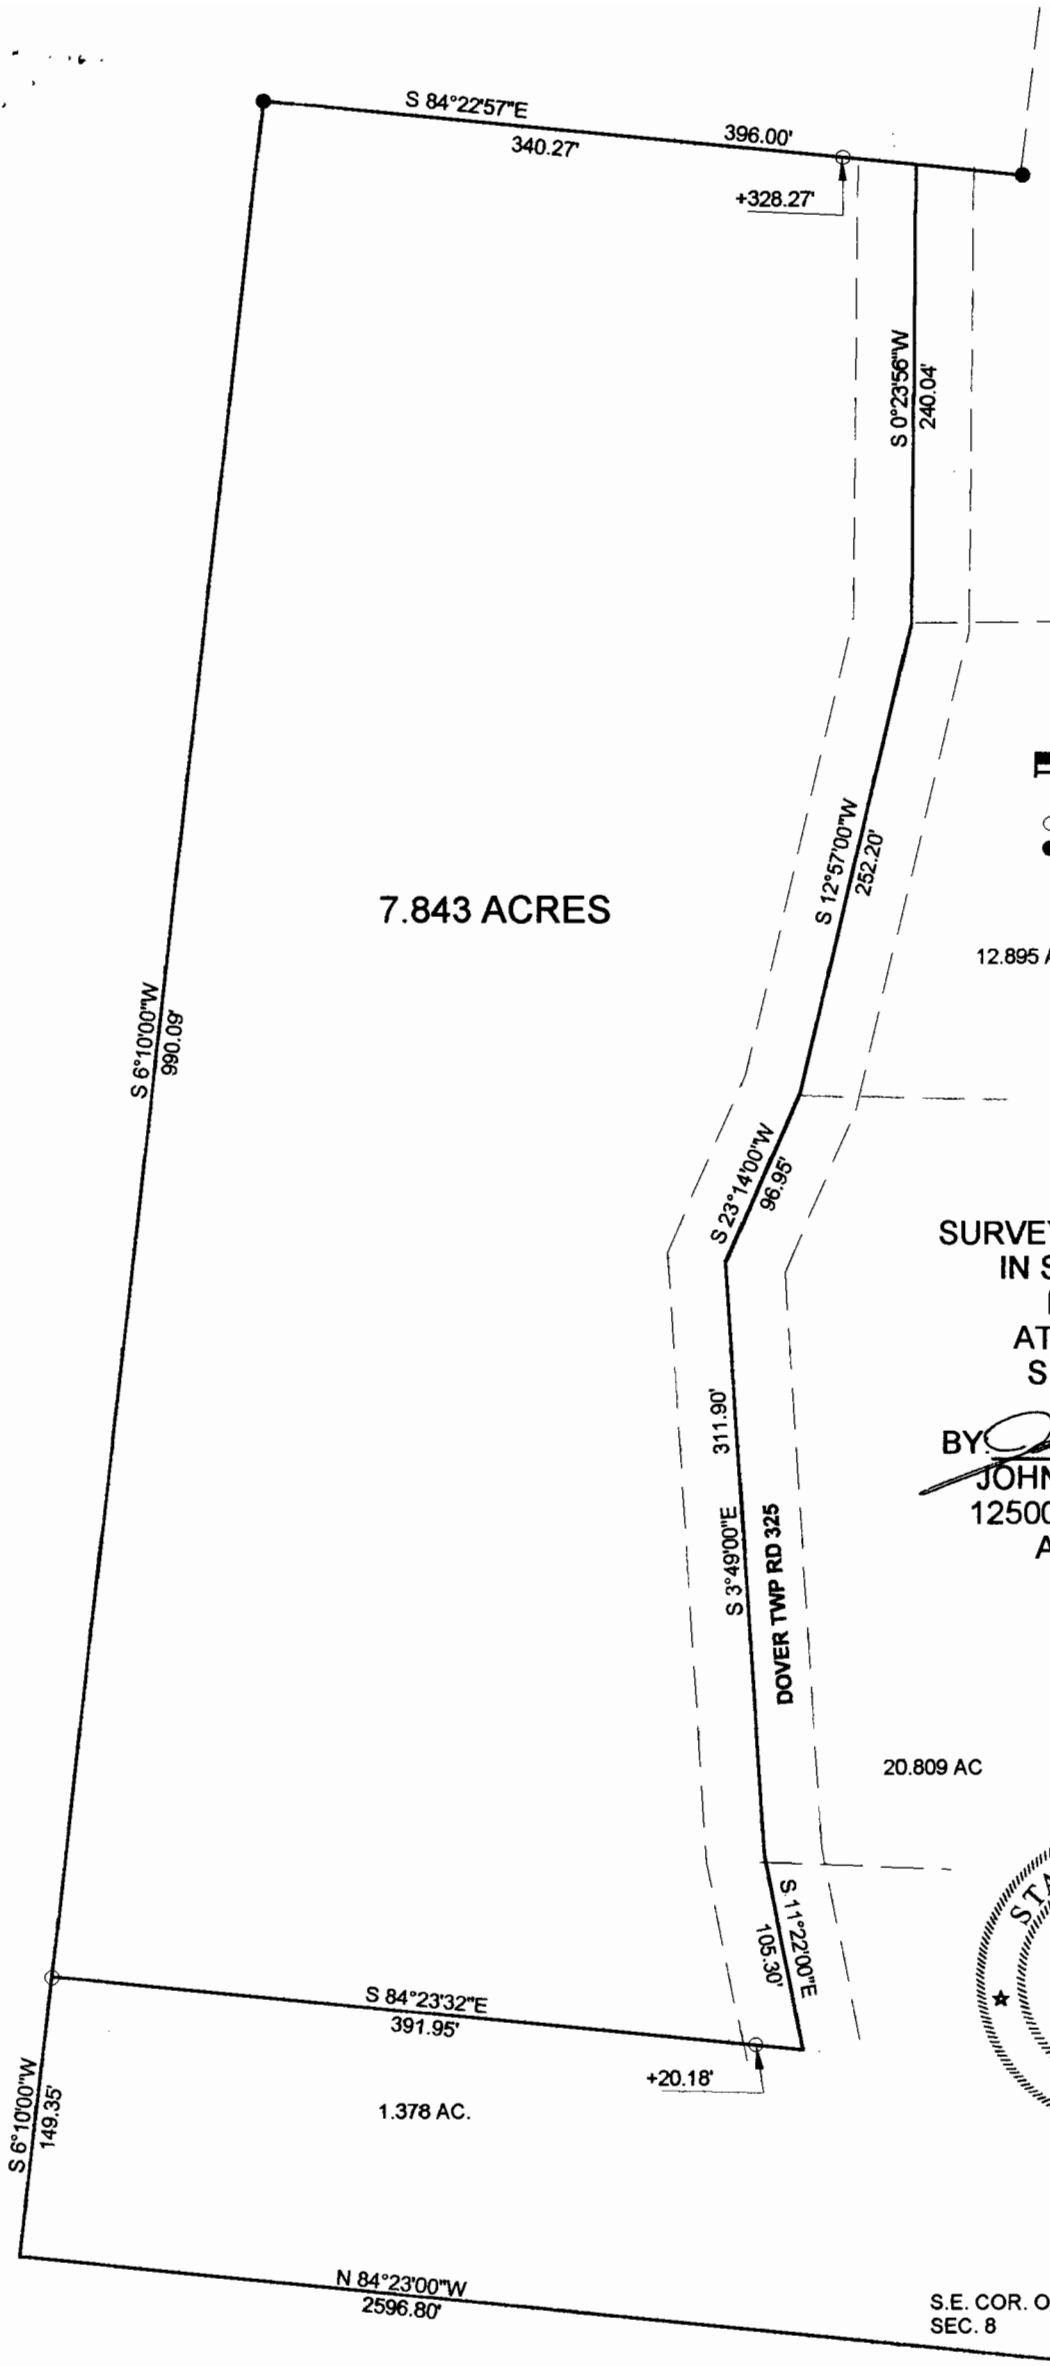 S 84°22'57"E
396.00'
340.27'
+328.27'
S 0°23'56"W
240.04'
S 12°57'00"W
252.20'
7.843 ACRES
12.895
S 6°10'00"W
990.09'
S 23°14'00"W
96.95'
SURVEY
IN S
AT
S
311.90'
BY:
JOHN
12500
A
S 3°49'00"E
DOVER TWP RD 325
20.809 AC
S 11°22'00"E
105.30'
STA
S 84°23'32"E
391.95'
+20.18'
1.378 AC.
S 6°10'00"W
149.35'
N 84°23'00"W
2596.80'
S.E. COR. O
SEC. 8